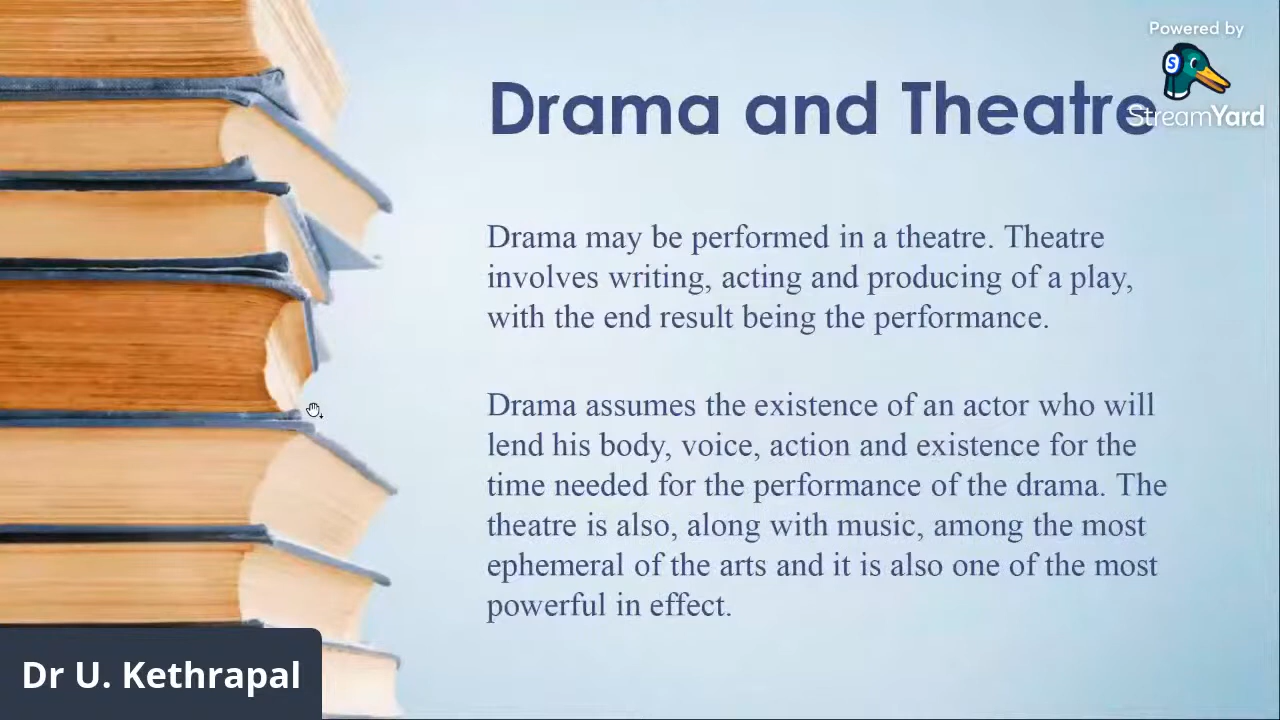 Powered by
StreamYard
Drama and Theatre
Drama may be performed in a theatre. Theatre
involves writing, acting and producing of a play,
with the end result being the performance.
Drama assumes the existence of an actor who will
lend his body, voice, action and existence for the
time needed for the performance of the drama. The
theatre is also, along with music, among the most
ephemeral of the arts and it is also one of the most
powerful in effect.
Dr U. Kethrapal